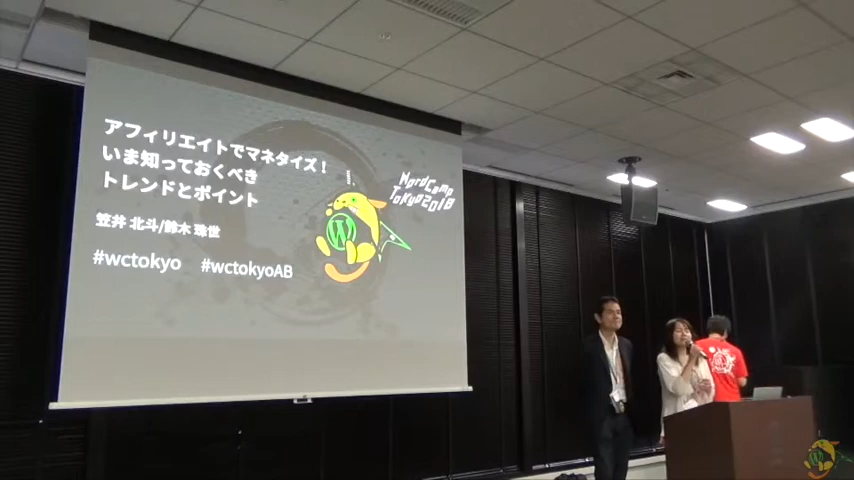 アフィリエイトでマネタイズ!
いま知っておくべき
トレンドとポイント
笠井 北斗/鈴木 珠世
#wctokyo #wctokyoAB
WordCamp
Tokyo2018